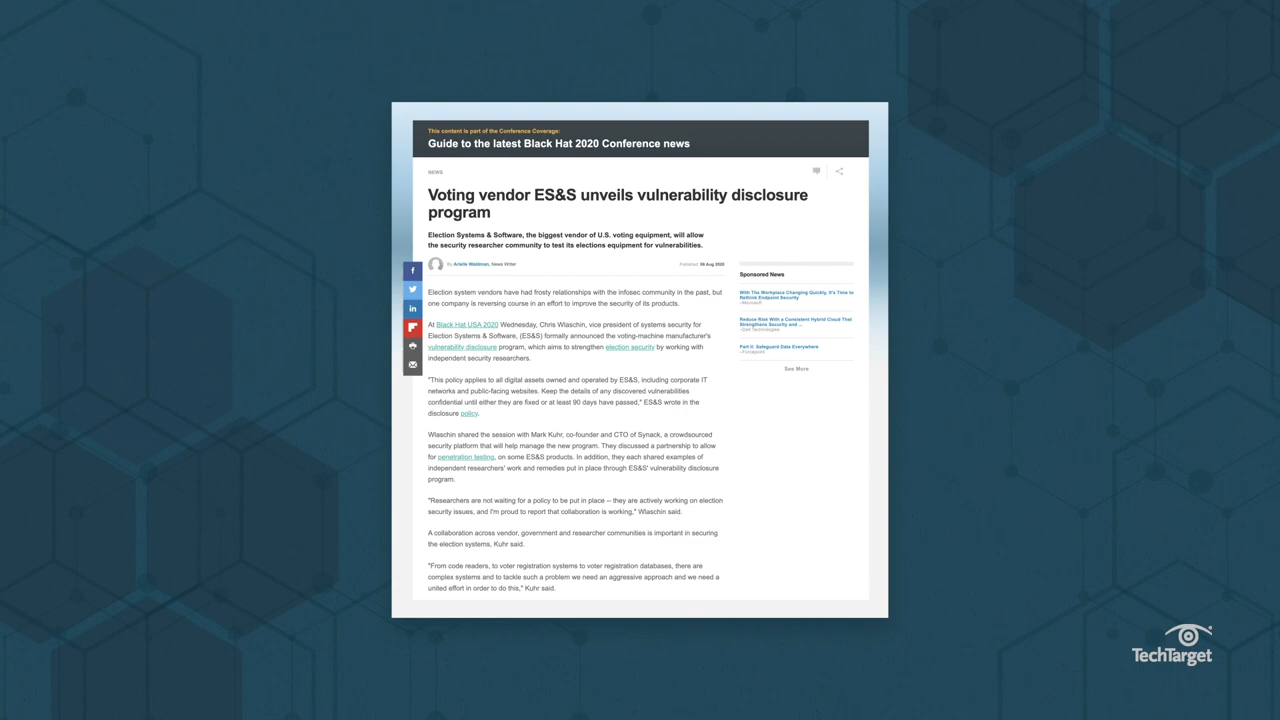 This content is part of the Conference Coverage:
Guide to the latest Black Hat 2020 Conference news
NEWS
Voting vendor ES&S unveils vulnerability disclosure
program
Election Systems & Software, the biggest vendor of U.S. voting equipment, will allow
the security researcher community to test its elections equipment for vulnerabilities.
By Arielle Waldman, News Writer
Published: 06 Aug 2020
Election system vendors have had frosty relationships with the infosec community in the past, but
one company is reversing course in an effort to improve the security of its products.
At Black Hat USA 2020 Wednesday, Chris Wlaschin, vice president of systems security for
Election Systems & Software, (ES&S) formally announced the voting-machine manufacturer's
vulnerability disclosure program, which aims to strengthen election security by working with
independent security researchers.
"This policy applies to all digital assets owned and operated by ES&S, including corporate IT
networks and public-facing websites. Keep the details of any discovered vulnerabilities
confidential until either they are fixed or at least 90 days have passed," ES&S wrote in the
disclosure policy.
Wlaschin shared the session with Mark Kuhr, co-founder and CTO of Synack, a crowdsourced
security platform that will help manage the new program. They discussed a partnership to allow
for penetration testing, on some ES&S products. In addition, they each shared examples of
independent researchers' work and remedies put in place through ES&S' vulnerability disclosure
program.
"Researchers are not waiting for a policy to be put in place -- they are actively working on election
security issues, and I'm proud to report that collaboration is working," Wlaschin said.
A collaboration across vendor, government and researcher communities is important in securing
the election systems, Kuhr said.
"From code readers, to voter registration systems to voter registration databases, there are
complex systems and to tackle such a problem we need an aggressive approach and we need a
united effort in order to do this," Kuhr said.
Sponsored News
With The Workplace Changing Quickly, It's Time to
Rethink Endpoint Security
–Microsoft
Reduce Risk With a Consistent Hybrid Cloud That
Strengthens Security and ...
–Dell Technologies
Part II: Safeguard Data Everywhere
–Forcepoint
See More
TechTarget